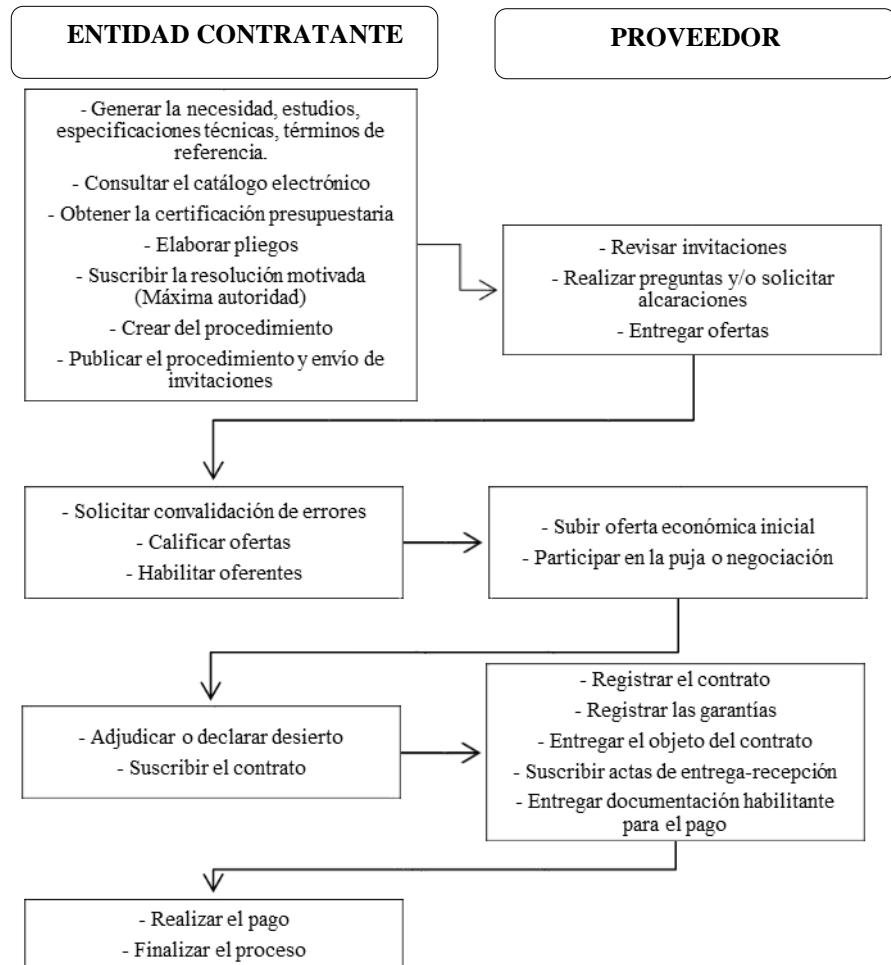 ENTIDAD CONTRATANTE
PROVEEDOR
- Generar la necesidad, estudios,
especificaciones técnicas, términos de
referencia.
- Consultar el catálogo electrónico
- Obtener la certificación presupuestaria
- Elaborar pliegos
- Suscribir la resolución motivada
(Máxima autoridad)
- Crear del procedimiento
- Publicar el procedimiento y envío de
invitaciones
- Revisar invitaciones
- Realizar preguntas y/o solicitar
alcaraciones
- Entregar ofertas
- Solicitar convalidación de errores
- Calificar ofertas
- Habilitar oferentes
- Subir oferta económica inicial
- Participar en la puja o negociación
- Adjudicar o declarar desierto
- Suscribir el contrato
- Registrar el contrato
- Registrar las garantías
- Entregar el objeto del contrato
- Suscribir actas de entrega-recepción
- Entregar documentación habilitante
para el pago
- Realizar el pago
- Finalizar el proceso